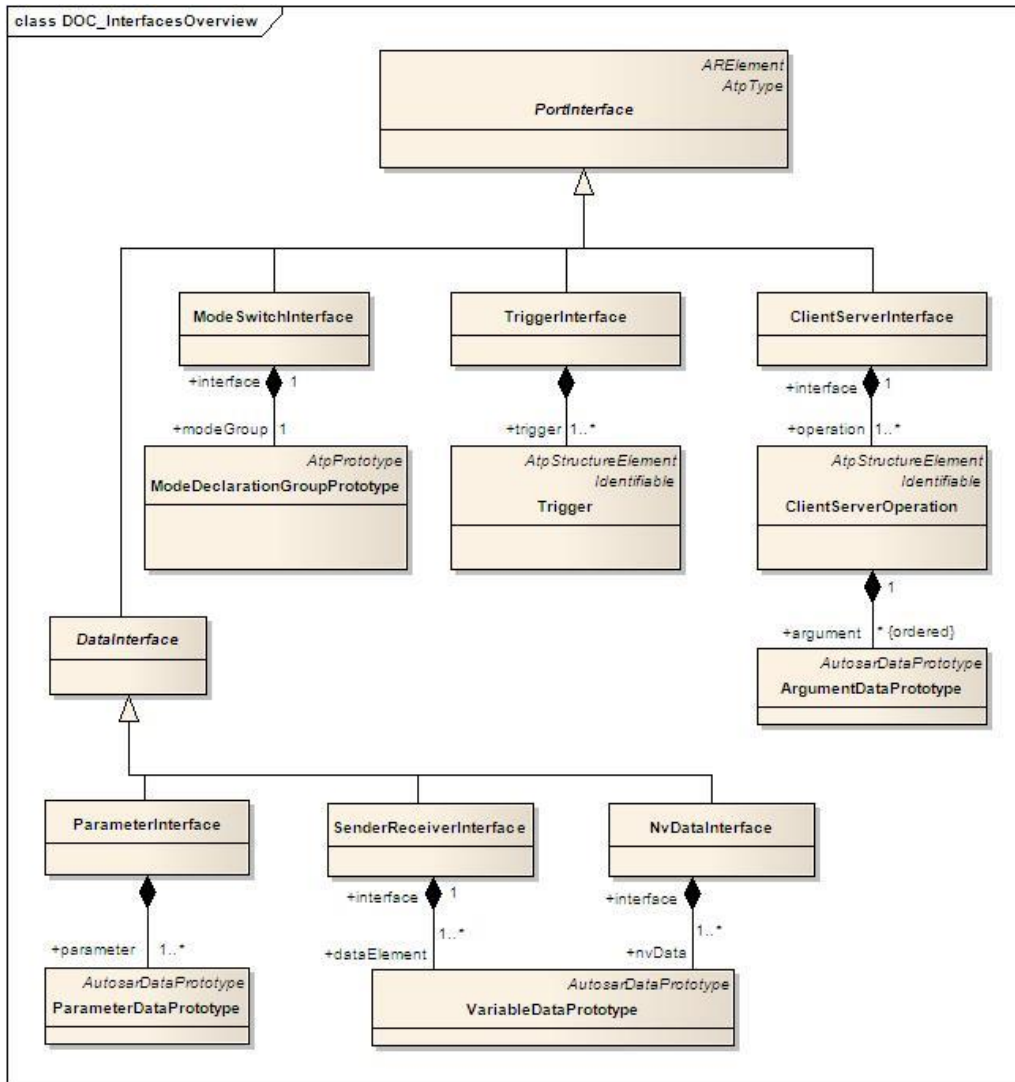 class DOC_InterfacesOverview
ARElement
AtpType
PortInterface
ModeSwitchInterface
TriggerInterface
ClientServerInterface
+interface 1
+interface 1
+modeGroup 1
+trigger 1..*
+operation 1..*
AtpPrototype
ModeDeclarationGroupPrototype
AtpStructureElement
Identifiable
Trigger
AtpStructureElement
Identifiable
ClientServerOperation
1
+argument * {ordered}
DataInterface
AutosarDataPrototype
ArgumentDataPrototype
ParameterInterface
SenderReceiverInterface
NvDataInterface
+interface 1
+interface
+parameter 1..*
1..*
+dataElement
1..*
+nvData
AutosarDataPrototype
ParameterDataPrototype
AutosarDataPrototype
VariableDataPrototype